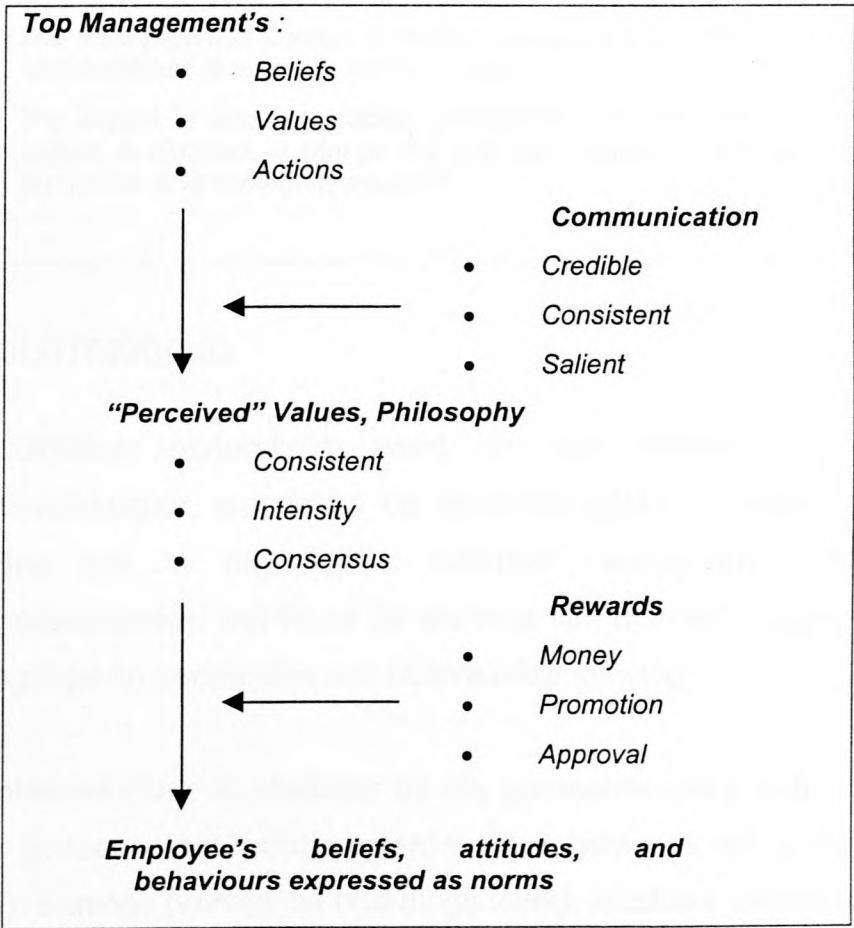 Top Management's :
• Beliefs
• Values
• Actions
Communication
• Credible
• Consistent
• Salient
"Perceived" Values, Philosophy
• Consistent
• Intensity
• Consensus
Rewards
• Money
• Promotion
• Approval
Employee's beliefs, attitudes, and
behaviours expressed as norms